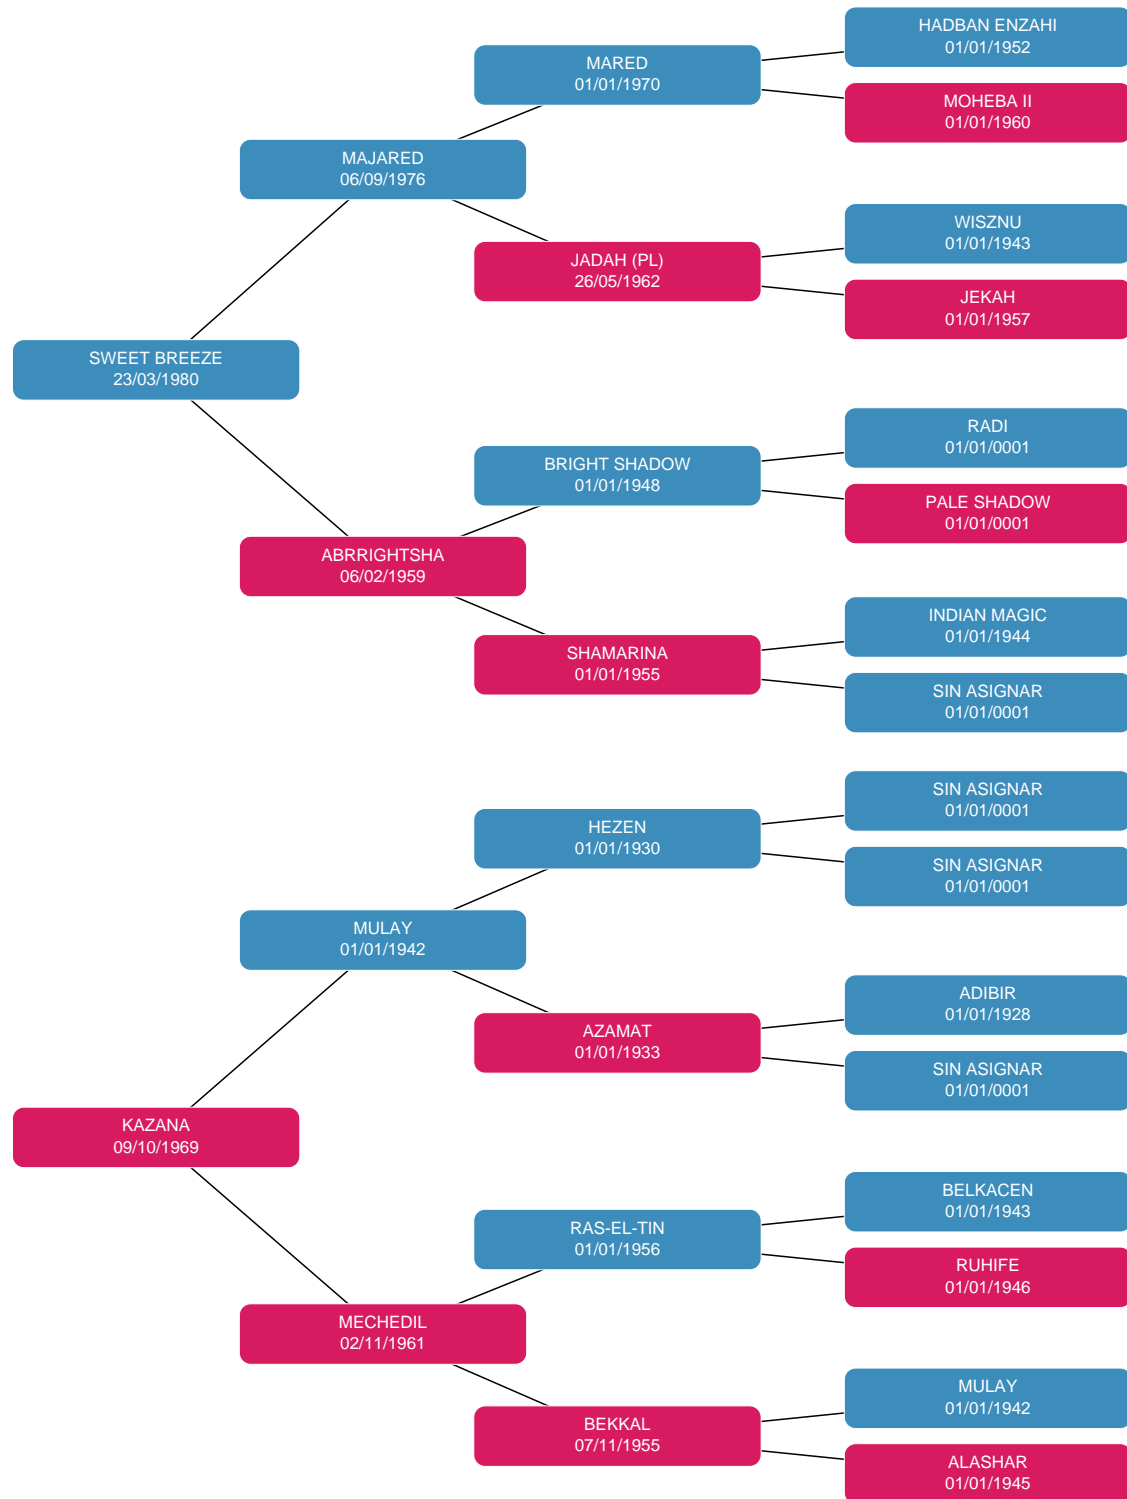 HADBAN ENZAHI
01/01/1952
MARED
01/01/1970
MOHEBA II
01/01/1960
MAJARED
06/09/1976
WISZNU
01/01/1943
JADAH (PL)
26/05/1962
JEKAH
01/01/1957
SWEET BREEZE
23/03/1980
RADI
01/01/0001
BRIGHT SHADOW
01/01/1948
PALE SHADOW
01/01/0001
ABRRIGHTSHA
06/02/1959
INDIAN MAGIC
01/01/1944
SHAMARINA
01/01/1955
SIN ASIGNAR
01/01/0001
SIN ASIGNAR
01/01/0001
HEZEN
01/01/1930
SIN ASIGNAR
01/01/0001
MULAY
01/01/1942
ADIBIR
01/01/1928
AZAMAT
01/01/1933
SIN ASIGNAR
01/01/0001
KAZANA
09/10/1969
BELKACEN
01/01/1943
RAS-EL-TIN
01/01/1956
RUHIFE
01/01/1946
MECHEDIL
02/11/1961
MULAY
01/01/1942
BEKKAL
07/11/1955
ALASHAR
01/01/1945